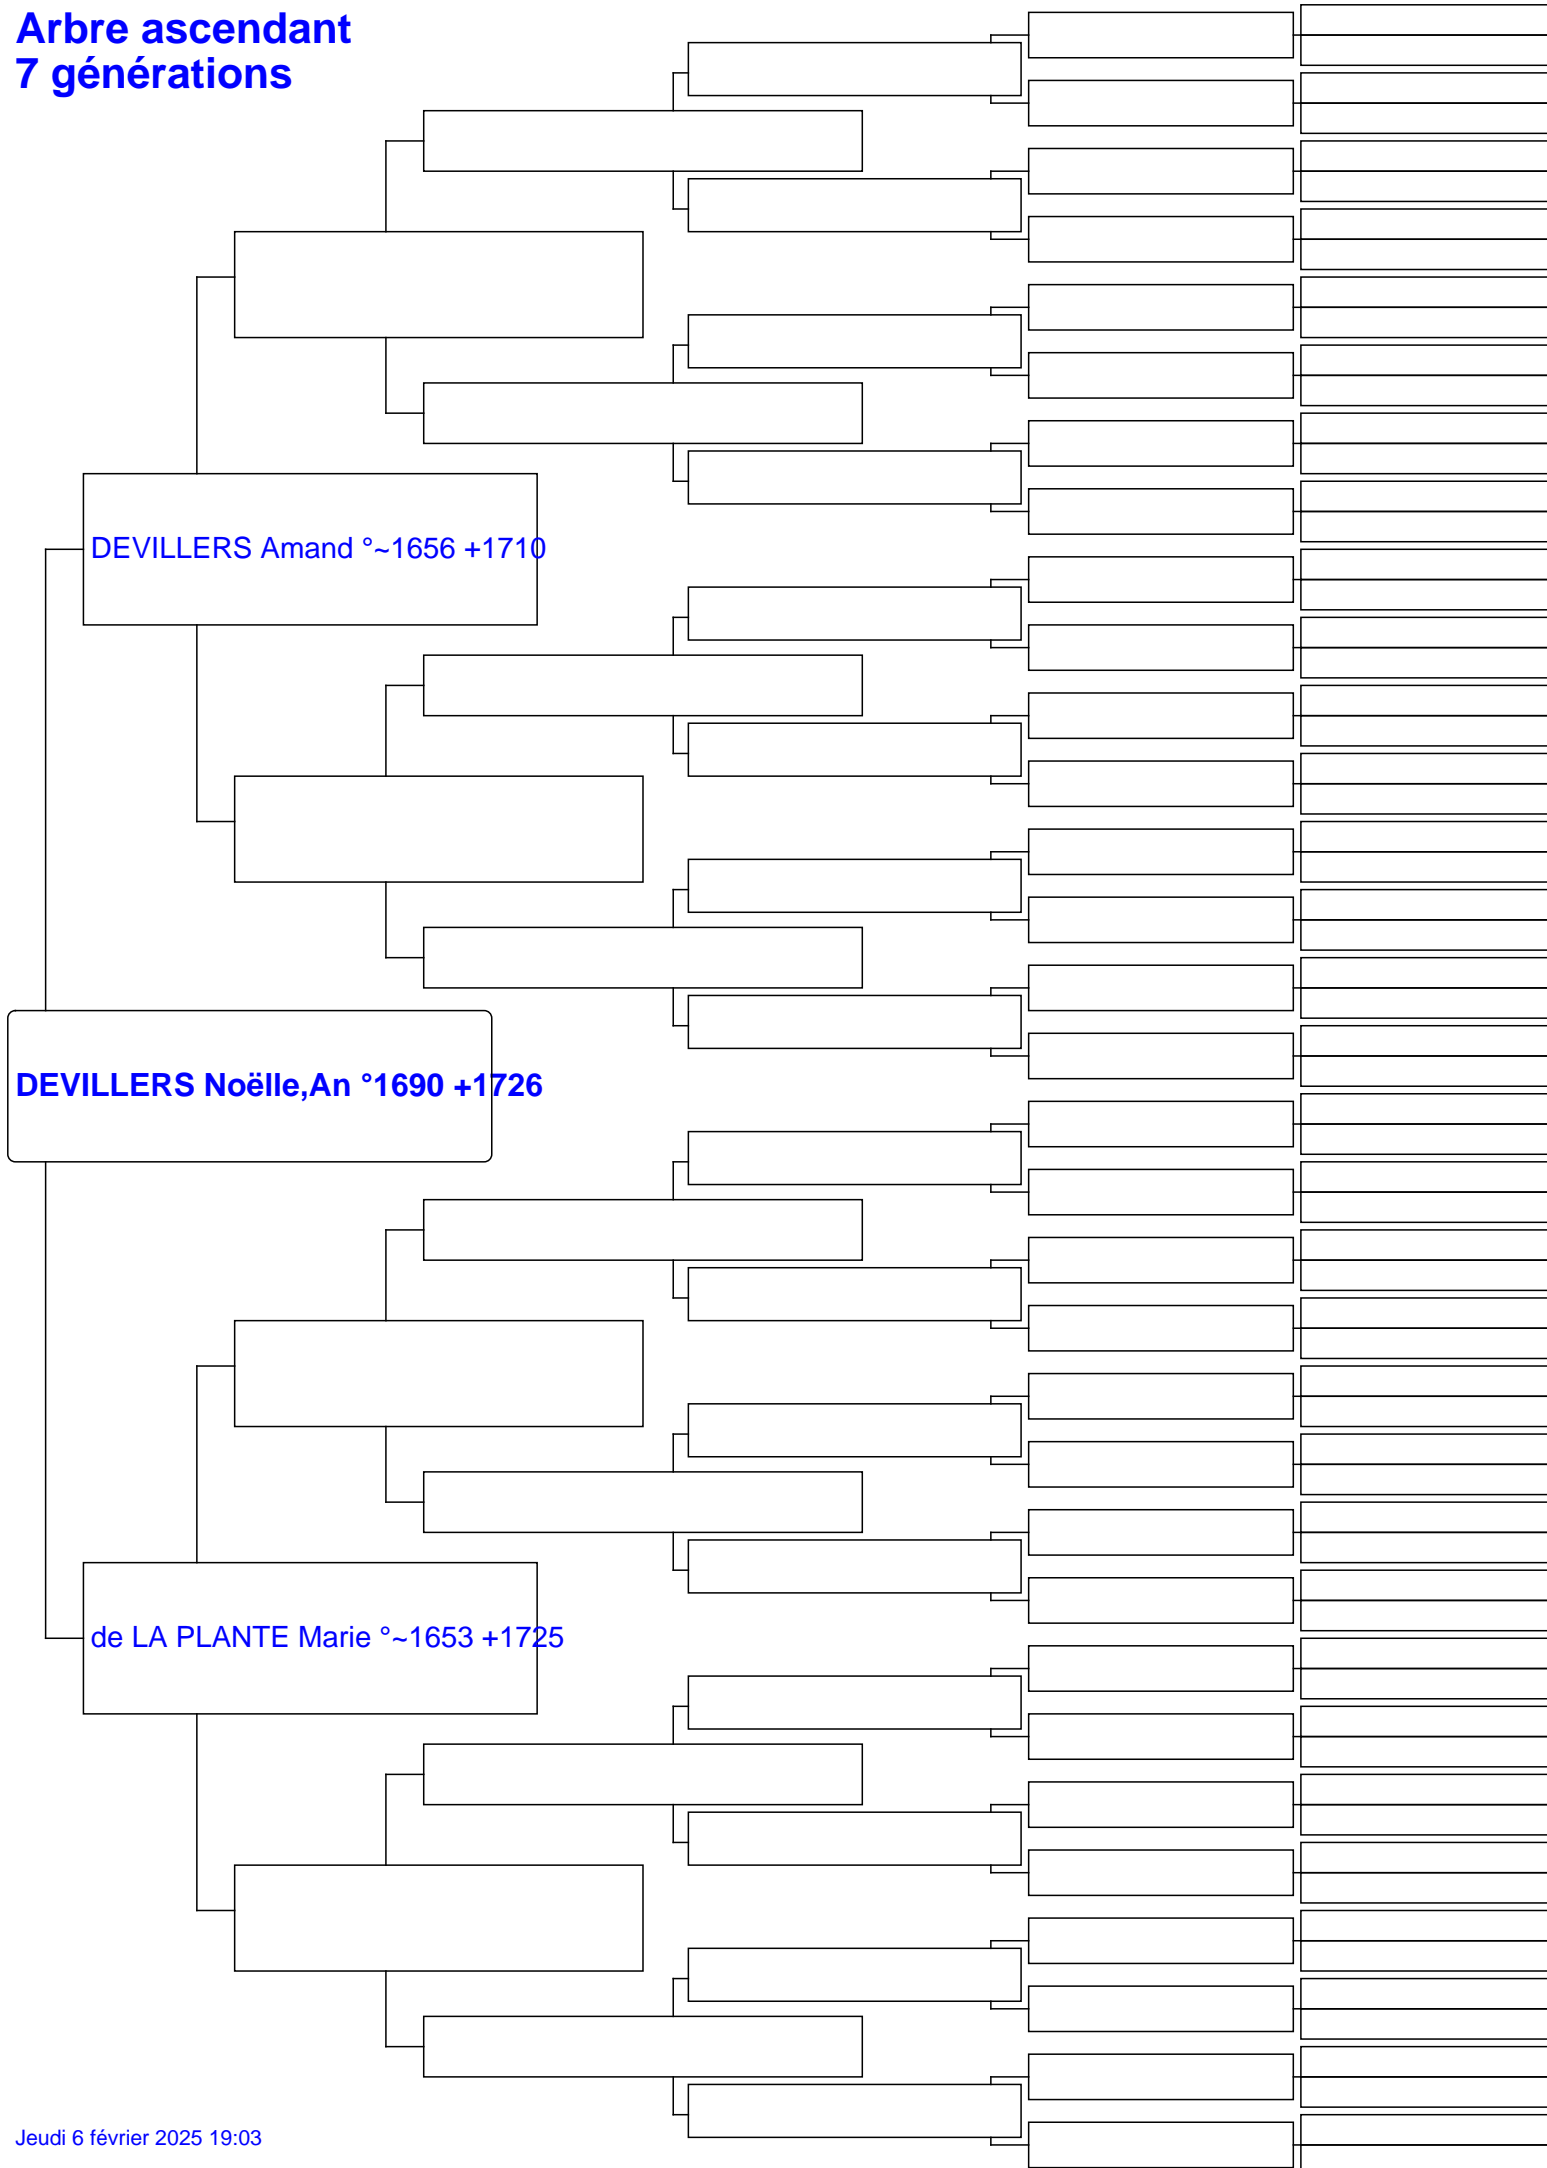 Arbre ascendant
7 générations
DEVILLERS Amand °~1656 +1710
DEVILLERS Noëlle,An °1690 +1726
de LA PLANTE Marie °~1653 +1725
Jeudi 6 février 2025 19:03